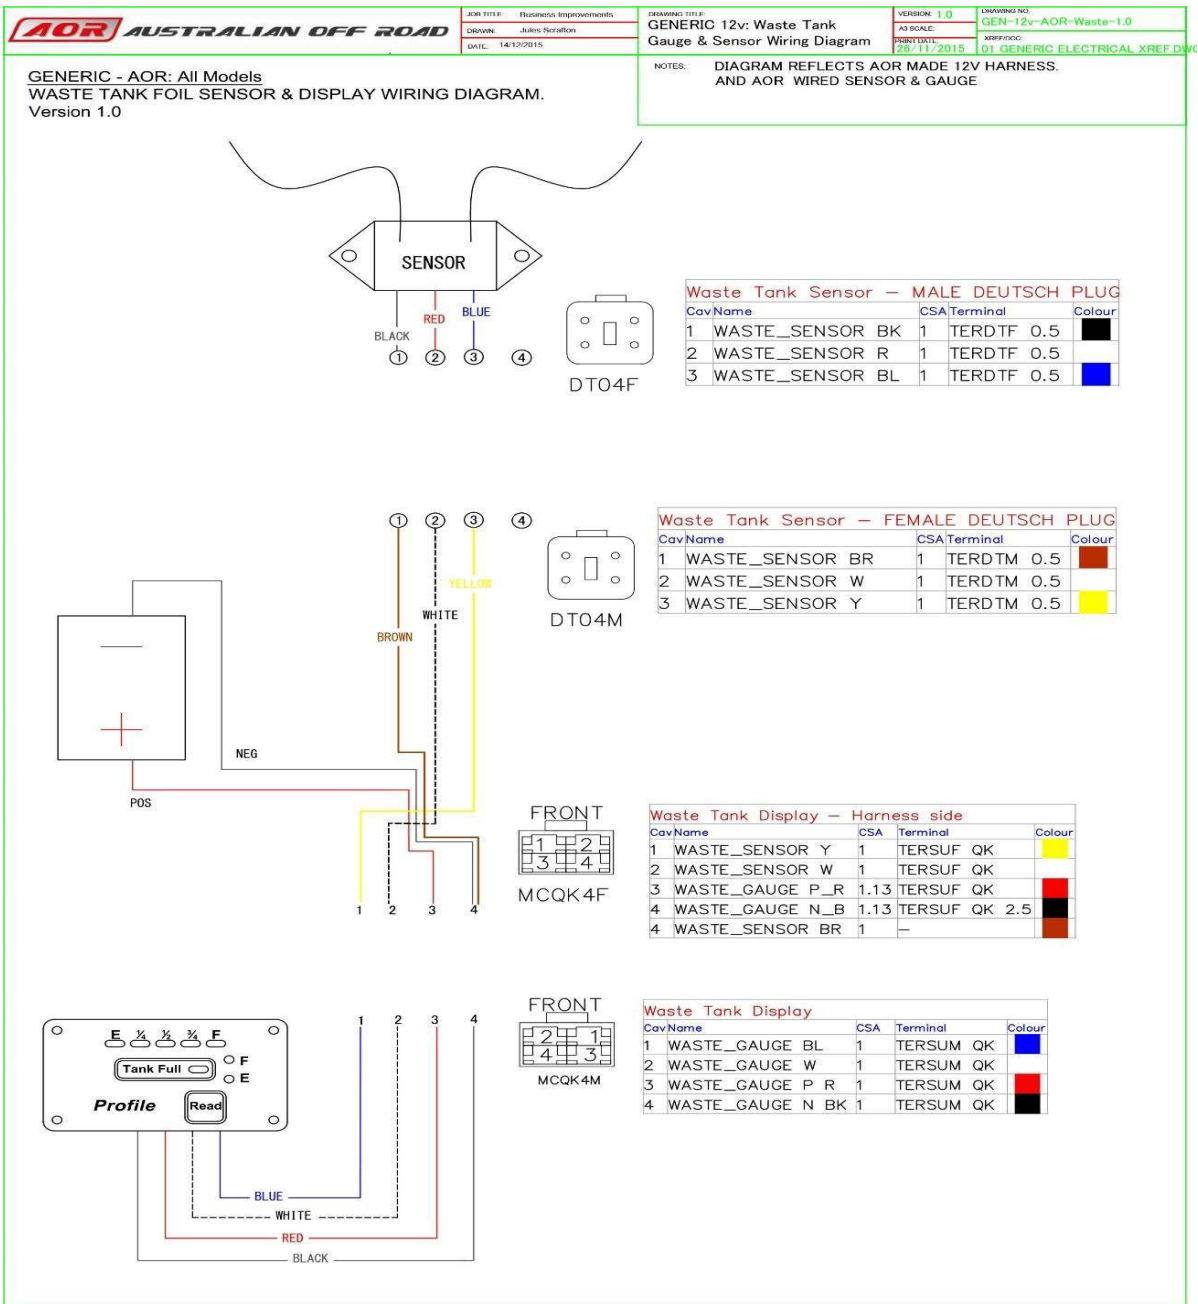 AOR AUSTRALIAN OFF ROAD
JOB TITLE: Business Improvements
DRAWN: Jules Scrafton
DATE: 14/12/2015
DRAWING TITLE:
GENERIC 12v: Waste Tank
Gauge & Sensor Wiring Diagram
VERSION: 1.0
A3 SCALE:
PRINT DATE:
26/11/2015
DRAWING NO.
GEN-12v-AOR-Waste-1.0
XREF/DOC:
01 GENERIC ELECTRICAL XREF.DWG
GENERIC - AOR: All Models
WASTE TANK FOIL SENSOR & DISPLAY WIRING DIAGRAM.
Version 1.0
NOTES: DIAGRAM REFLECTS AOR MADE 12V HARNESS.
AND AOR WIRED SENSOR & GAUGE
SENSOR
BLACK RED BLUE
1 2 3 4
DT04F
Waste Tank Sensor – MALE DEUTSCH PLUG
Cav Name CSA Terminal Colour
1 WASTE_SENSOR BK 1 TERDTF 0.5
2 WASTE_SENSOR R 1 TERDTF 0.5
3 WASTE_SENSOR BL 1 TERDTF 0.5
1 2 3 4
YELLOW
WHITE
BROWN
DT04M
Waste Tank Sensor – FEMALE DEUTSCH PLUG
Cav Name CSA Terminal Colour
1 WASTE_SENSOR BR 1 TERDTM 0.5
2 WASTE_SENSOR W 1 TERDTM 0.5
3 WASTE_SENSOR Y 1 TERDTM 0.5
NEG
POS
1 2 3 4
FRONT
1 2
3 4
MCQK4F
Waste Tank Display – Harness side
Cav Name CSA Terminal Colour
1 WASTE_SENSOR Y 1 TERSUF QK
2 WASTE_SENSOR W 1 TERSUF QK
3 WASTE_GAUGE P_R 1.13 TERSUF QK
4 WASTE_GAUGE N_B 1.13 TERSUF QK 2.5
4 WASTE_SENSOR BR 1 –
E ¼ ½ ¾ F
Tank Full
F
E
Profile
Read
1 2 3 4
BLUE
WHITE
RED
BLACK
FRONT
2 1
4 3
MCQK4M
Waste Tank Display
Cav Name CSA Terminal Colour
1 WASTE_GAUGE BL 1 TERSUM QK
2 WASTE_GAUGE W 1 TERSUM QK
3 WASTE_GAUGE P R 1 TERSUM QK
4 WASTE_GAUGE N BK 1 TERSUM QK